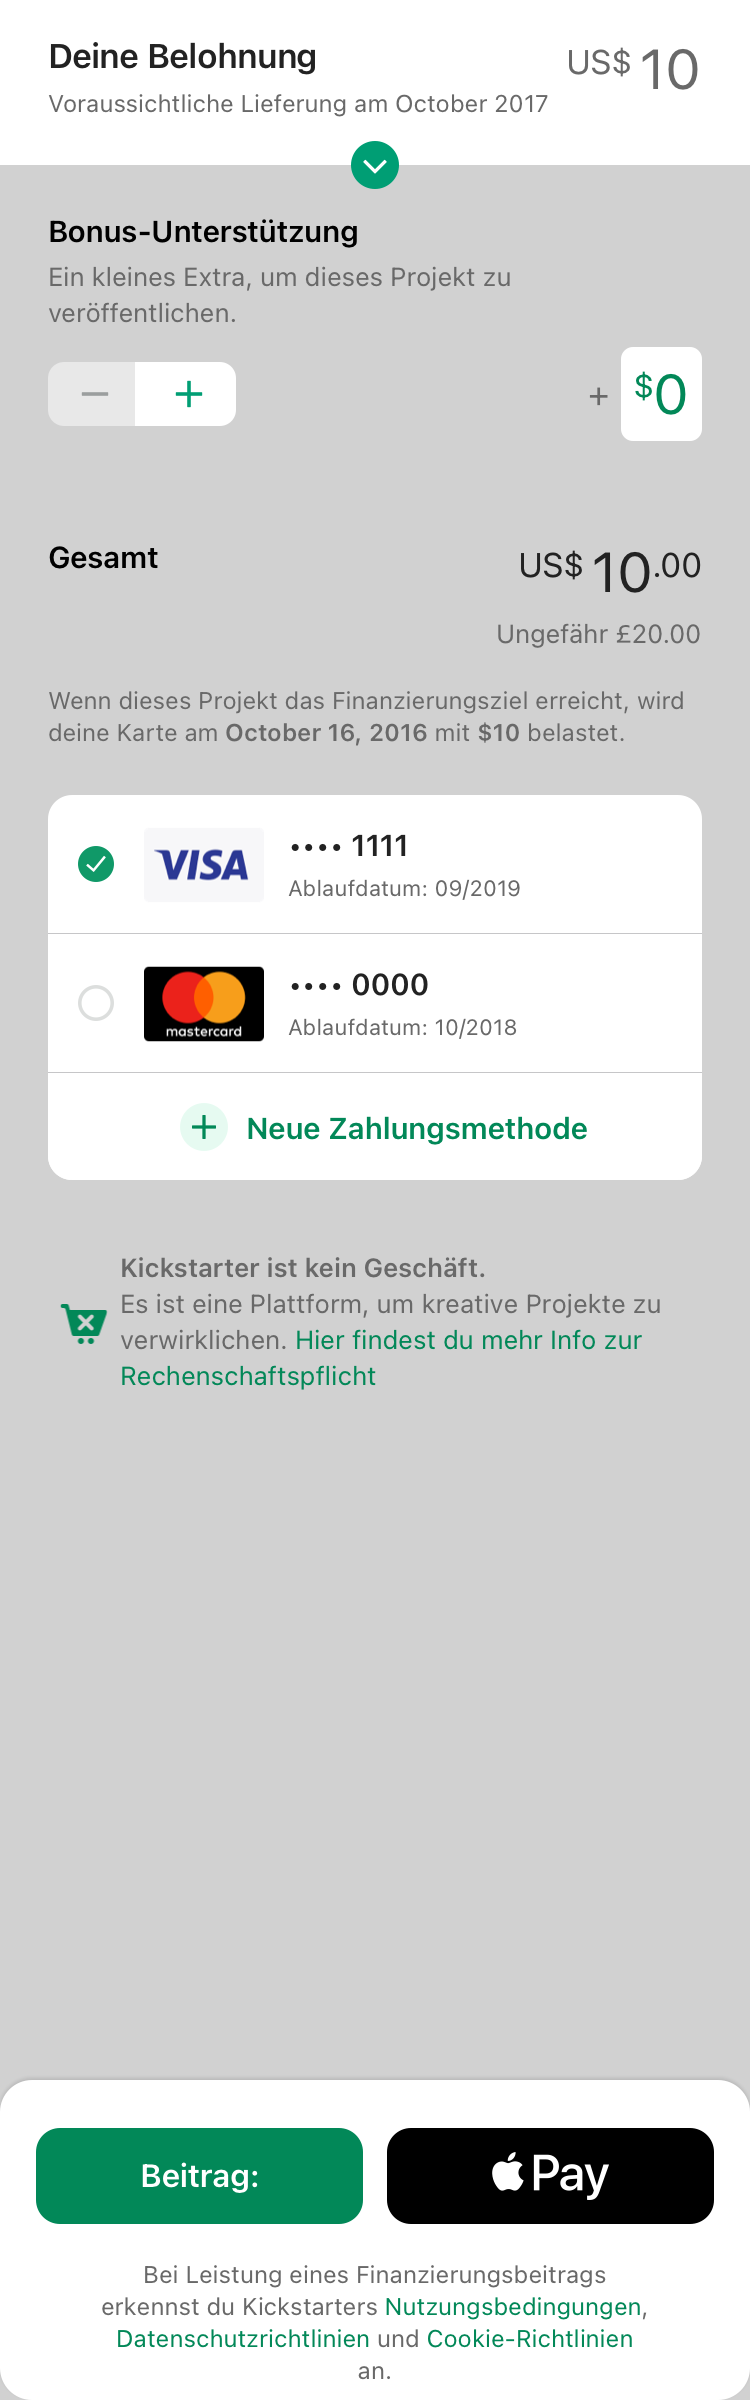 Deine Belohnung
US$ 10
Voraussichtliche Lieferung am October 2017
Bonus-Unterstützung
Ein kleines Extra, um dieses Projekt zu
veröffentlichen.
− +
+ $0
Gesamt
US$ 10.00
Ungefähr £20.00
Wenn dieses Projekt das Finanzierungsziel erreicht, wird
deine Karte am October 16, 2016 mit $10 belastet.
VISA
•••• 1111
Ablaufdatum: 09/2019
mastercard
•••• 0000
Ablaufdatum: 10/2018
+ Neue Zahlungsmethode
Kickstarter ist kein Geschäft.
Es ist eine Plattform, um kreative Projekte zu
verwirklichen. Hier findest du mehr Info zur
Rechenschaftspflicht
Beitrag:
Pay
Bei Leistung eines Finanzierungsbeitrags
erkennst du Kickstarters Nutzungsbedingungen,
Datenschutzrichtlinien und Cookie-Richtlinien
an.